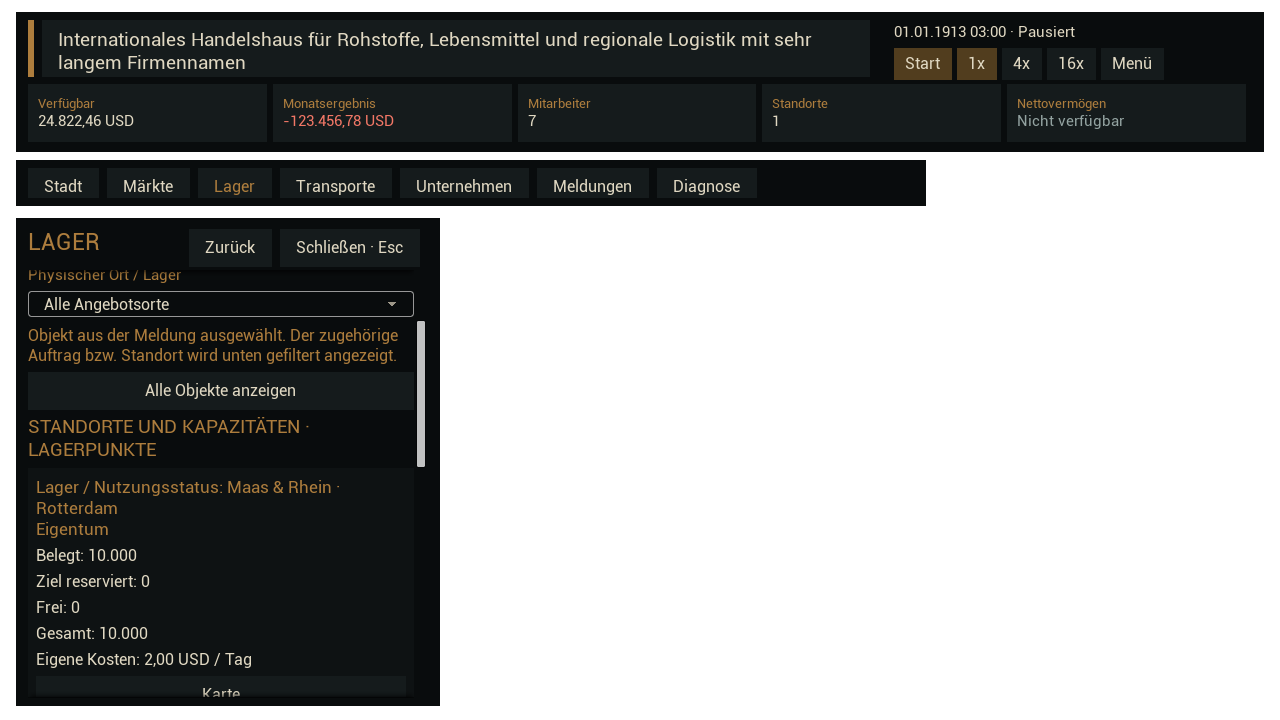 Internationales Handelshaus für Rohstoffe, Lebensmittel und regionale Logistik mit sehr
langem Firmennamen
01.01.1913 03:00 · Pausiert
Start 1x 4x 16x Menü
Verfügbar
24.822,46 USD
Monatsergebnis
-123.456,78 USD
Mitarbeiter
7
Standorte
1
Nettovermögen
Nicht verfügbar
Stadt Märkte Lager Transporte Unternehmen Meldungen Diagnose
LAGER
Zurück
Schließen · Esc
Physischer Ort / Lager
Alle Angebotsorte
Objekt aus der Meldung ausgewählt. Der zugehörige
Auftrag bzw. Standort wird unten gefiltert angezeigt.
Alle Objekte anzeigen
STANDORTE UND KAPAZITÄTEN ·
LAGERPUNKTE
Lager / Nutzungsstatus: Maas & Rhein ·
Rotterdam
Eigentum
Belegt: 10.000
Ziel reserviert: 0
Frei: 0
Gesamt: 10.000
Eigene Kosten: 2,00 USD / Tag
Karte